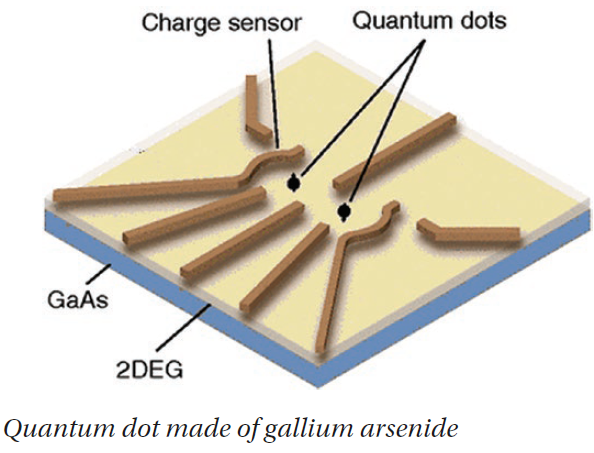 Charge sensor
Quantum dots
GaAs
2DEG
Quantum dot made of gallium arsenide